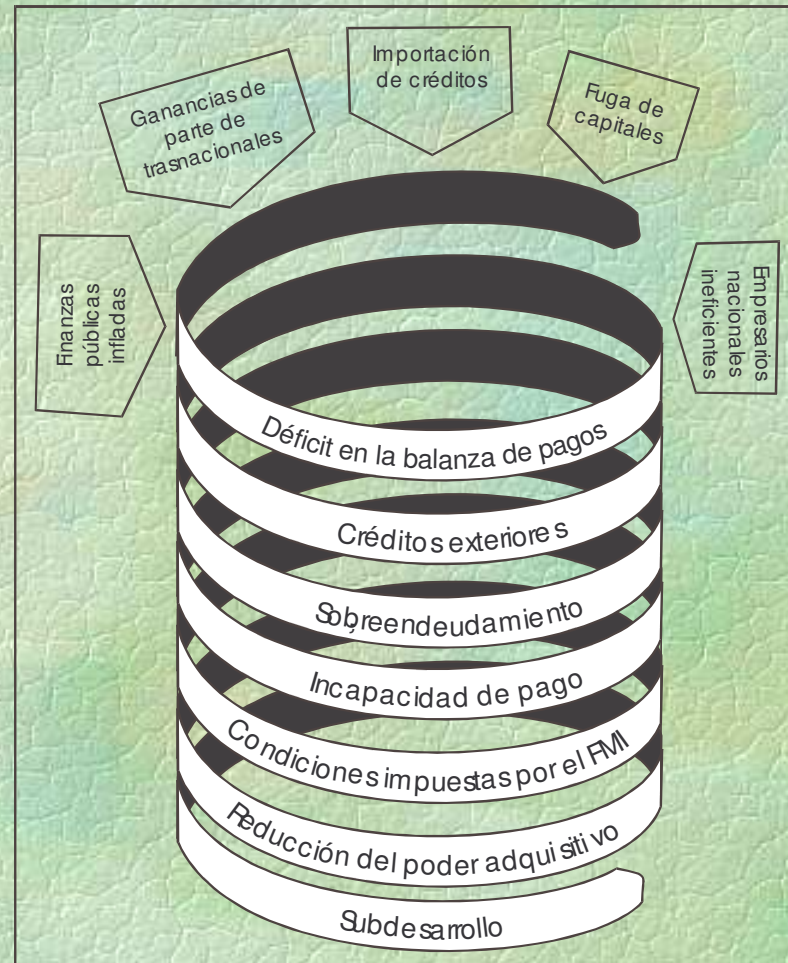 Importación
de créditos
Ganancias de
parte de
trasnacionales
Fuga de
capitales
Finanzas
públicas
infladas
Empresarios
nacionales
ineficientes
Déficit en la balanza de pagos
Créditos exteriores
Sobreendeudamiento
Incapacidad de pago
Condiciones impuestas por el FMI
Reducción del poder adquisitivo
Subdesarrollo